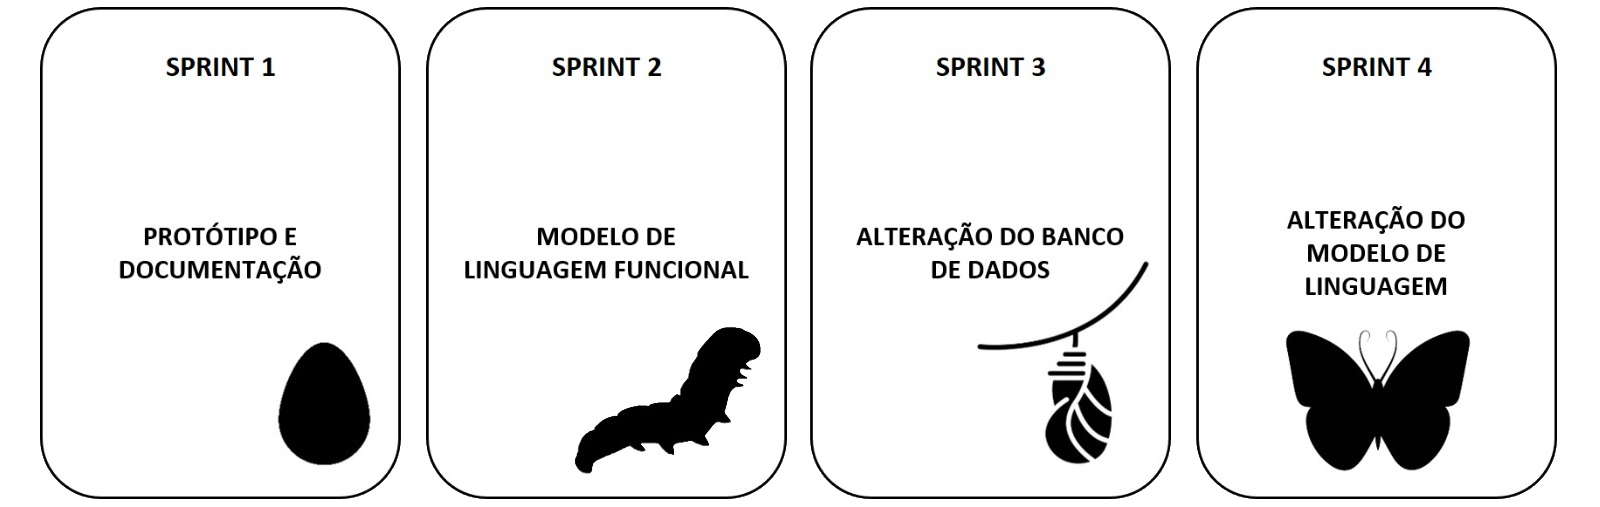 SPRINT 1
PROTÓTIPO E
DOCUMENTAÇÃO
SPRINT 2
MODELO DE
LINGUAGEM FUNCIONAL
SPRINT 3
ALTERAÇÃO DO BANCO
DE DADOS
SPRINT 4
ALTERAÇÃO DO
MODELO DE
LINGUAGEM